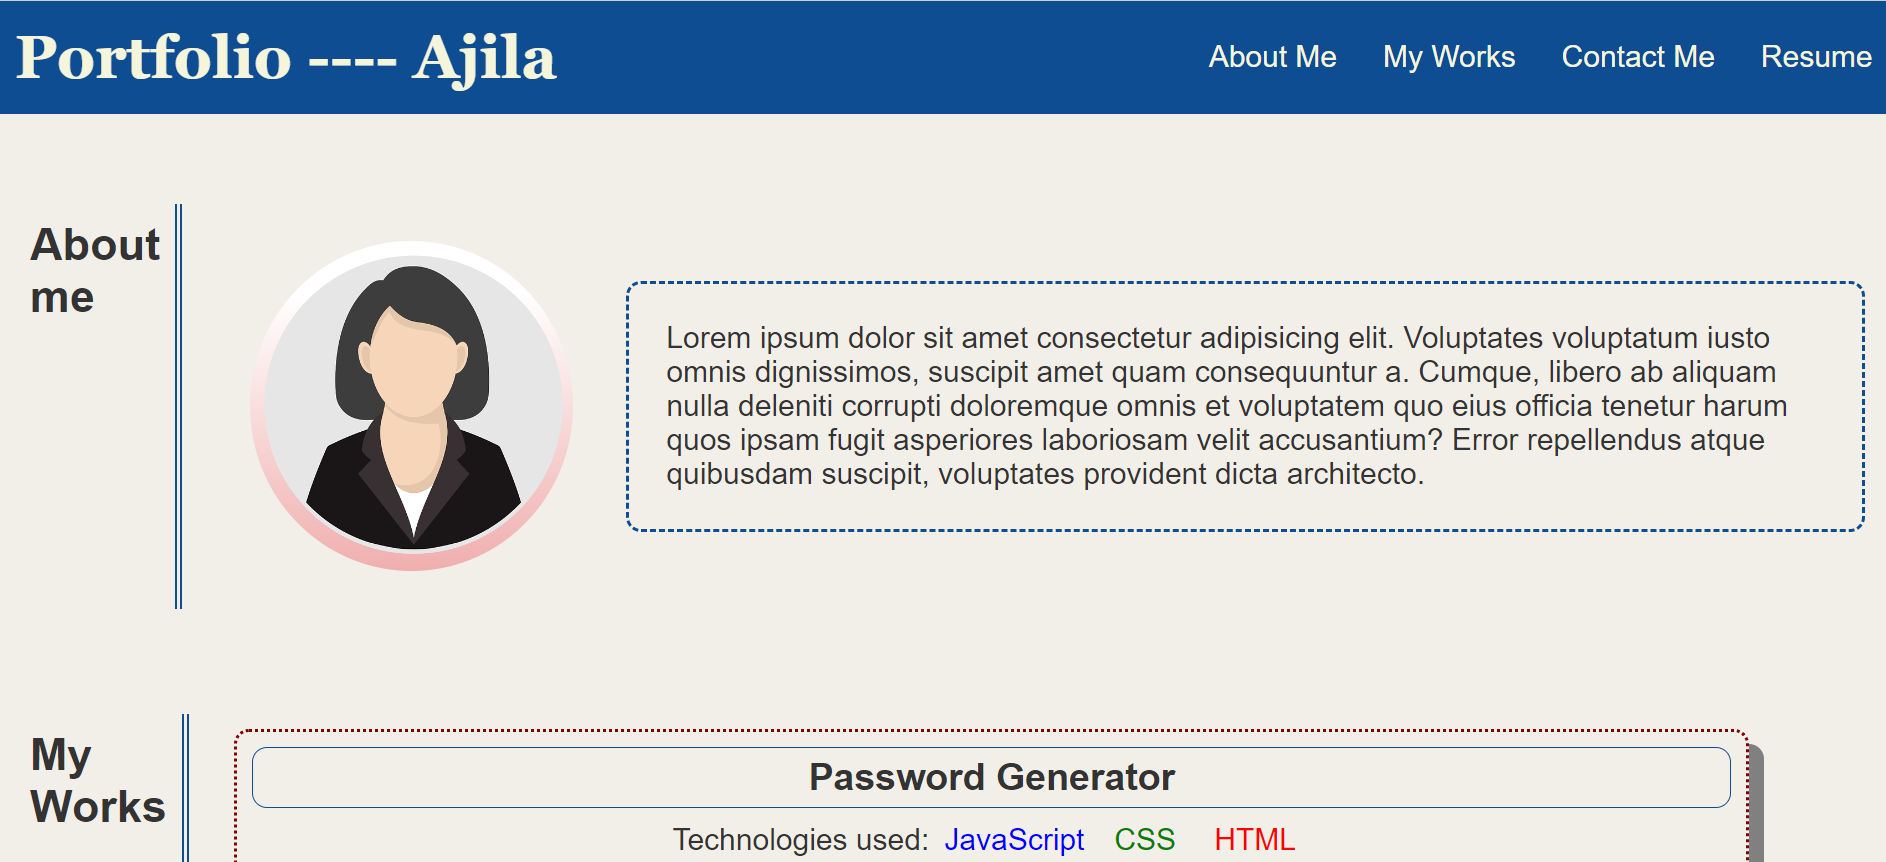 Portfolio ---- Ajila
About Me My Works Contact Me Resume
About
me
Lorem ipsum dolor sit amet consectetur adipisicing elit. Voluptates voluptatum iusto
omnis dignissimos, suscipit amet quam consequuntur a. Cumque, libero ab aliquam
nulla deleniti corrupti doloremque omnis et voluptatem quo eius officia tenetur harum
quos ipsam fugit asperiores laboriosam velit accusantium? Error repellendus atque
quibusdam suscipit, voluptates provident dicta architecto.
My
Works
Password Generator
Technologies used: JavaScript CSS HTML